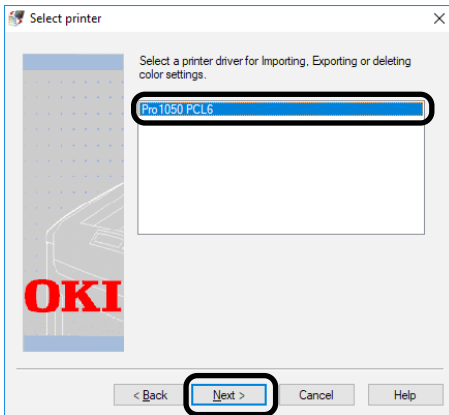 Select printer
Select a printer driver for Importing, Exporting or deleting
color settings.
Pro1050 PCL6
OKI
< Back
Next >
Cancel
Help